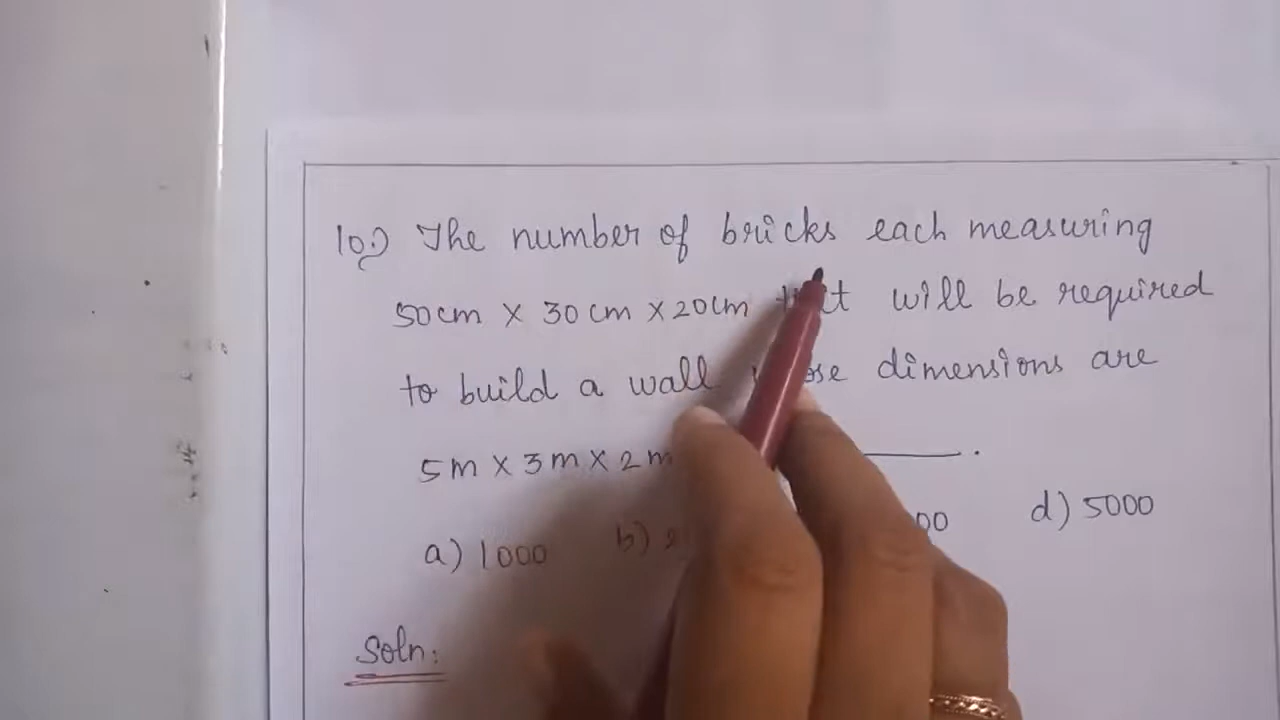 10.) The number of bricks each measuring
50cm X 30cm X 20cm will be required
to build a wall dimensions are
5m X 3m X 2m .
a) 1000 b) d) 5000
Soln: